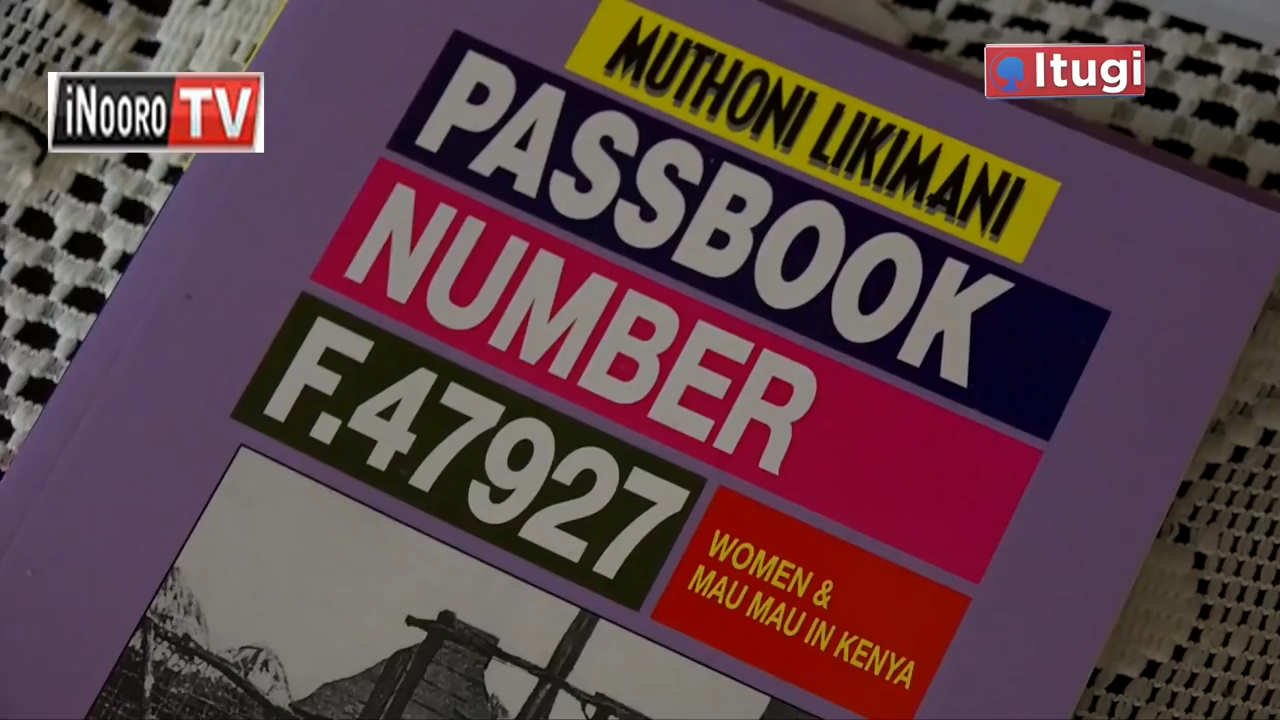 iNOORO TV
Itugi
MUTHONI LIKIMANI
PASSBOOK
NUMBER
F.47927
WOMEN &
MAU MAU IN KENYA